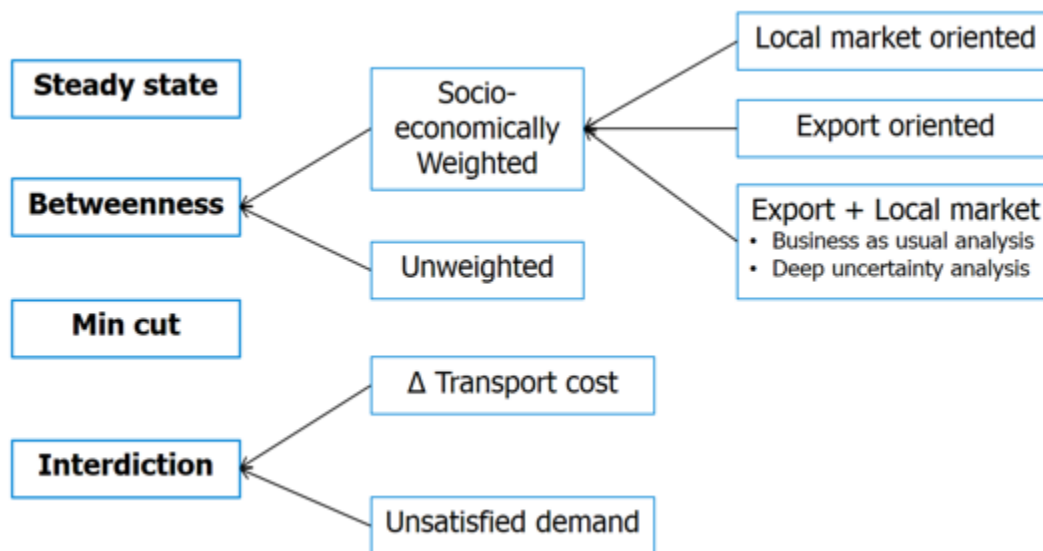 Steady state
Betweenness
Min cut
Interdiction
Socio-
economically
Weighted
Unweighted
Δ Transport cost
Unsatisfied demand
Local market oriented
Export oriented
Export + Local market
• Business as usual analysis
• Deep uncertainty analysis